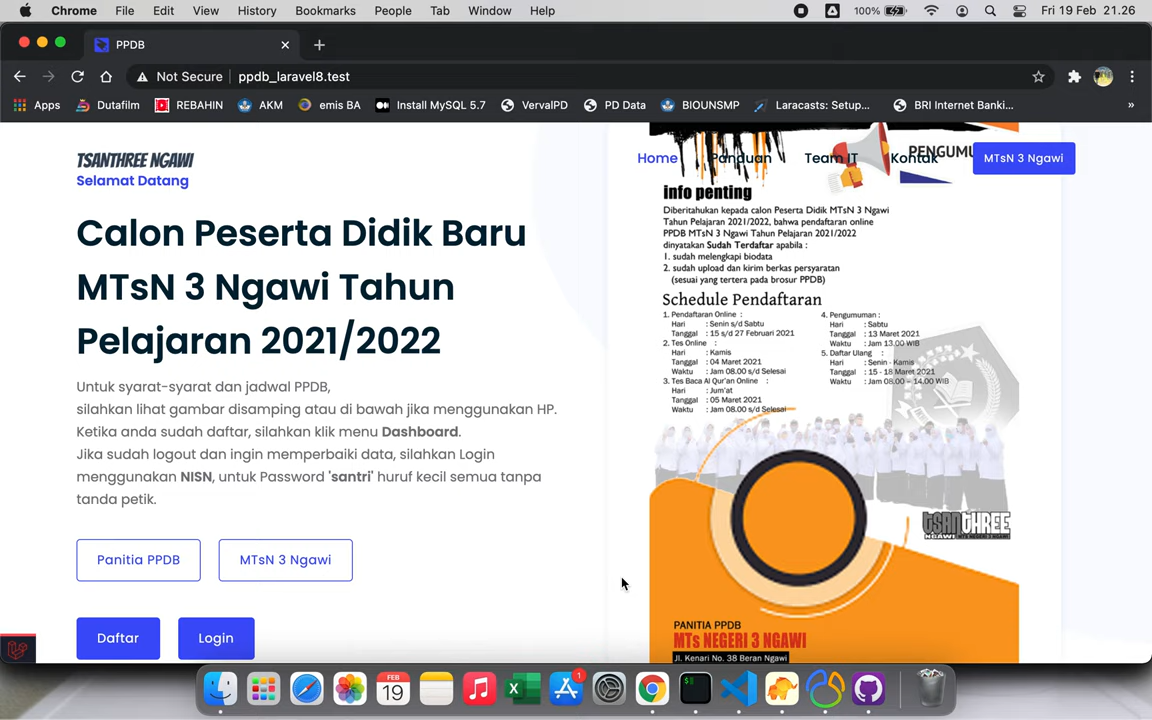 Chrome File Edit View History Bookmarks People Tab Window Help 100% Fri 19 Feb 21.26
PPDB
Not Secure ppdb_laravel8.test
Apps Dutafilm REBAHIN AKM emis BA Install MySQL 5.7 VervalPD PD Data BIOUNSMP Laracasts: Setup... BRI Internet Banki... »
TSANTHREE NGAWI
Selamat Datang
Home Panduan Team IT Kontak MTsN 3 Ngawi
Calon Peserta Didik Baru
MTsN 3 Ngawi Tahun
Pelajaran 2021/2022
Untuk syarat-syarat dan jadwal PPDB,
silahkan lihat gambar disamping atau di bawah jika menggunakan HP.
Ketika anda sudah daftar, silahkan klik menu Dashboard.
Jika sudah logout dan ingin memperbaiki data, silahkan Login
menggunakan NISN, untuk Password 'santri' huruf kecil semua tanpa
tanda petik.
Panitia PPDB MTsN 3 Ngawi
Daftar Login
info penting
Diberitahukan kepada calon Peserta Didik MTsN 3 Ngawi
Tahun Pelajaran 2021/2022, bahwa pendaftaran online
PPDB MTsN 3 Ngawi Tahun Pelajaran 2021/2022
dinyatakan Sudah Terdaftar apabila :
1. sudah melengkapi biodata
2. sudah upload dan kirim berkas persyaratan
(sesuai yang tertera pada brosur PPDB)
Schedule Pendaftaran
1. Pendaftaran Online :
Hari : Senin s/d Sabtu
Tanggal : 15 s/d 27 Februari 2021
2. Tes Online :
Hari : Kamis
Tanggal : 04 Maret 2021
Waktu : Jam 08.00 s/d Selesai
3. Tes Baca Al Qur'an Online :
Hari : Jum'at
Tanggal : 05 Maret 2021
Waktu : Jam 08.00 s/d Selesai
4. Pengumuman :
Hari : Sabtu
Tanggal : 13 Maret 2021
Waktu : Jam 13.00 WIB
5. Daftar Ulang :
Hari : Senin - Kamis
Tanggal : 15 - 18 Maret 2021
Waktu : Jam 08.00 - 14.00 WIB
TSANTHREE
PANITIA PPDB
MTs NEGERI 3 NGAWI
Jl. Kenari No. 38 Beran Ngawi
FEB
19
1